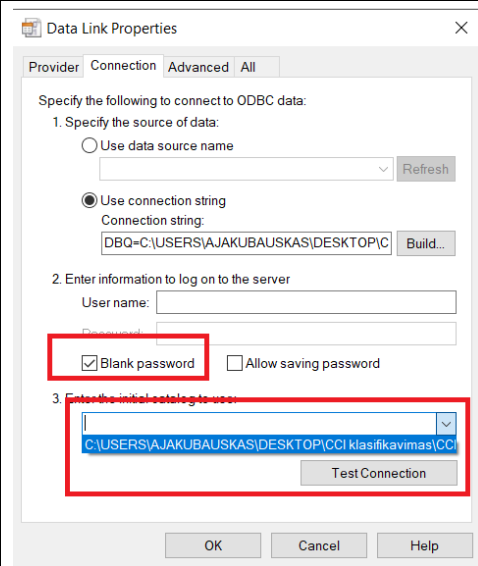 Data Link Properties
Provider Connection Advanced All
Specify the following to connect to ODBC data:
1. Specify the source of data:
Use data source name
Refresh
Use connection string
Connection string:
DBQ=C:\USERS\AJAKUBAUSKAS\DESKTOP\C Build...
2. Enter information to log on to the server
User name:
Password:
Blank password Allow saving password
3. Enter the initial catalog to use:
C:\USERS\AJAKUBAUSKAS\DESKTOP\CCI klasifikavimas\CCI
Test Connection
OK Cancel Help